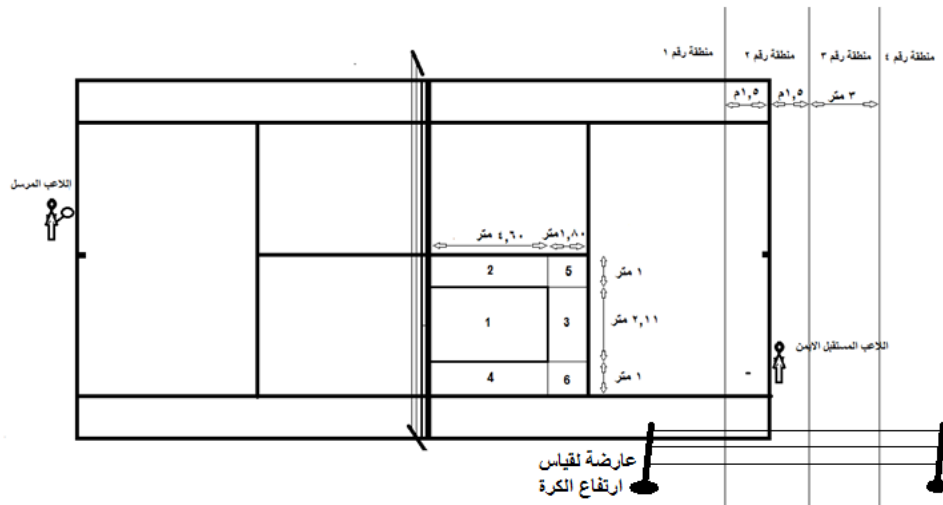 منطقة رقم ١
منطقة رقم ٢
منطقة رقم ٣
منطقة رقم ٤
١,٥م
١,٥م
٣ متر
اللاعب المرسل
٤,٦٠ متر
١,٨٠متر
2
5
١ متر
1
3
٢,١١ متر
اللاعب المستقبل الايمن
4
6
١ متر
عارضة لقياس
ارتفاع الكرة